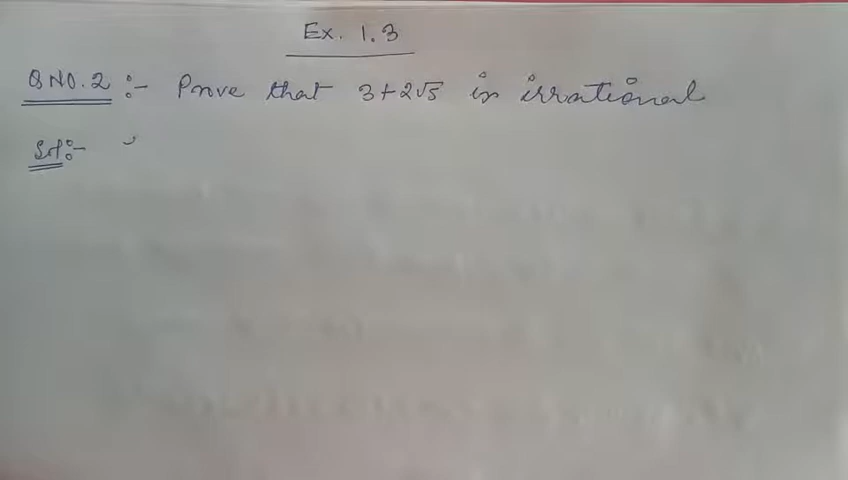 Ex. 1.3
Q NO. 2 :- Prove that 3+2√5 is irrational
Sol :-